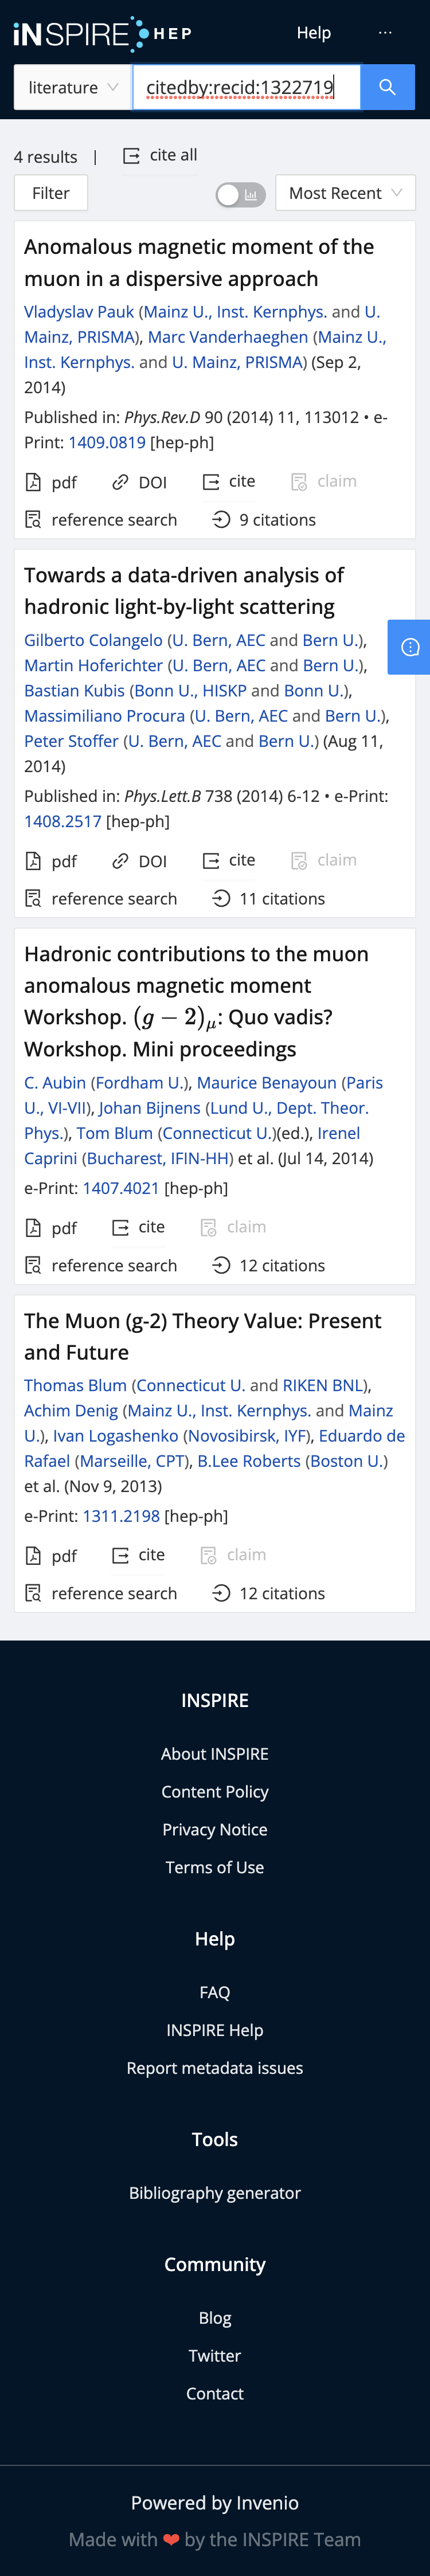 iNSPIRE HEP
Help
...
literature
citedby:recid:1322719
4 results | cite all
Filter
Most Recent
Anomalous magnetic moment of the
muon in a dispersive approach
Vladyslav Pauk (Mainz U., Inst. Kernphys. and U.
Mainz, PRISMA), Marc Vanderhaeghen (Mainz U.,
Inst. Kernphys. and U. Mainz, PRISMA) (Sep 2,
2014)
Published in: Phys.Rev.D 90 (2014) 11, 113012 • e-
Print: 1409.0819 [hep-ph]
pdf DOI cite claim
reference search 9 citations
Towards a data-driven analysis of
hadronic light-by-light scattering
Gilberto Colangelo (U. Bern, AEC and Bern U.),
Martin Hoferichter (U. Bern, AEC and Bern U.),
Bastian Kubis (Bonn U., HISKP and Bonn U.),
Massimiliano Procura (U. Bern, AEC and Bern U.),
Peter Stoffer (U. Bern, AEC and Bern U.) (Aug 11,
2014)
Published in: Phys.Lett.B 738 (2014) 6-12 • e-Print:
1408.2517 [hep-ph]
pdf DOI cite claim
reference search 11 citations
Hadronic contributions to the muon
anomalous magnetic moment
Workshop. (g − 2)μ: Quo vadis?
Workshop. Mini proceedings
C. Aubin (Fordham U.), Maurice Benayoun (Paris
U., VI-VII), Johan Bijnens (Lund U., Dept. Theor.
Phys.), Tom Blum (Connecticut U.)(ed.), Irenel
Caprini (Bucharest, IFIN-HH) et al. (Jul 14, 2014)
e-Print: 1407.4021 [hep-ph]
pdf cite claim
reference search 12 citations
The Muon (g-2) Theory Value: Present
and Future
Thomas Blum (Connecticut U. and RIKEN BNL),
Achim Denig (Mainz U., Inst. Kernphys. and Mainz
U.), Ivan Logashenko (Novosibirsk, IYF), Eduardo de
Rafael (Marseille, CPT), B.Lee Roberts (Boston U.)
et al. (Nov 9, 2013)
e-Print: 1311.2198 [hep-ph]
pdf cite claim
reference search 12 citations
INSPIRE
About INSPIRE
Content Policy
Privacy Notice
Terms of Use
Help
FAQ
INSPIRE Help
Report metadata issues
Tools
Bibliography generator
Community
Blog
Twitter
Contact
Powered by Invenio
Made with ❤ by the INSPIRE Team